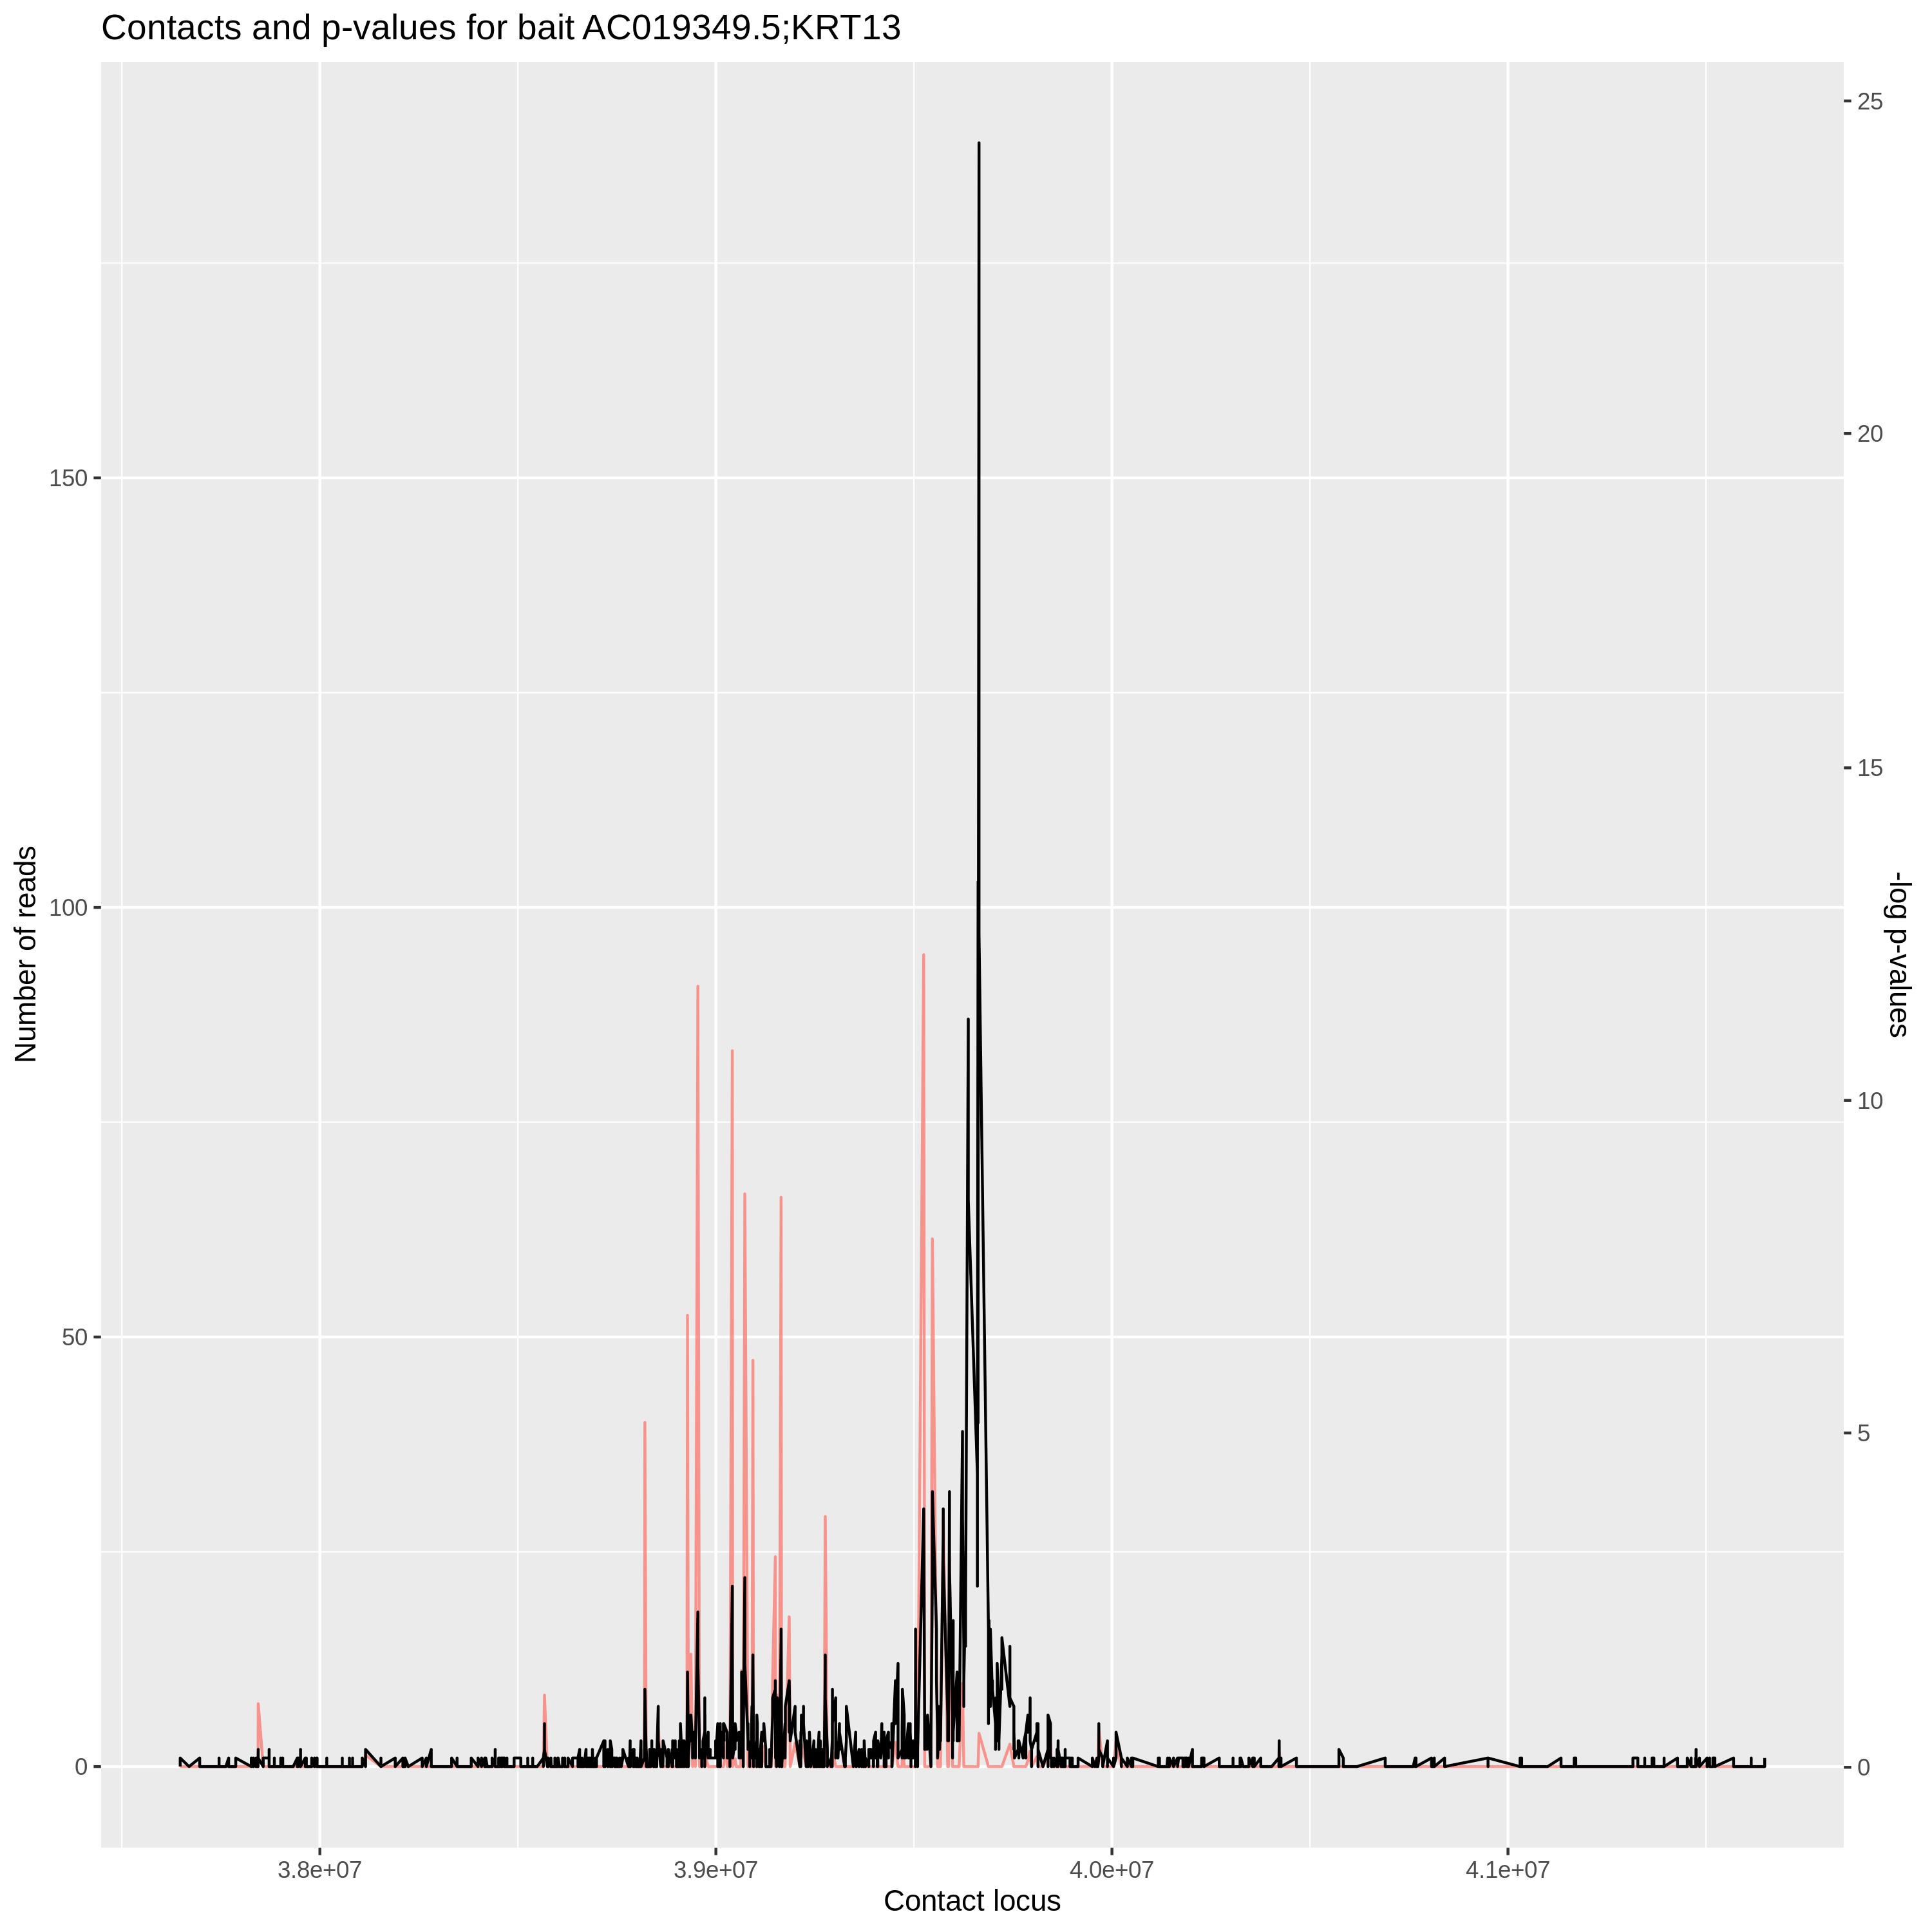 Contacts and p-values for bait AC019349.5;KRT13
25
20
150
15
100
10
50
5
0
0
Number of reads
-log p-values
3.8e+07
3.9e+07
4.0e+07
4.1e+07
Contact locus